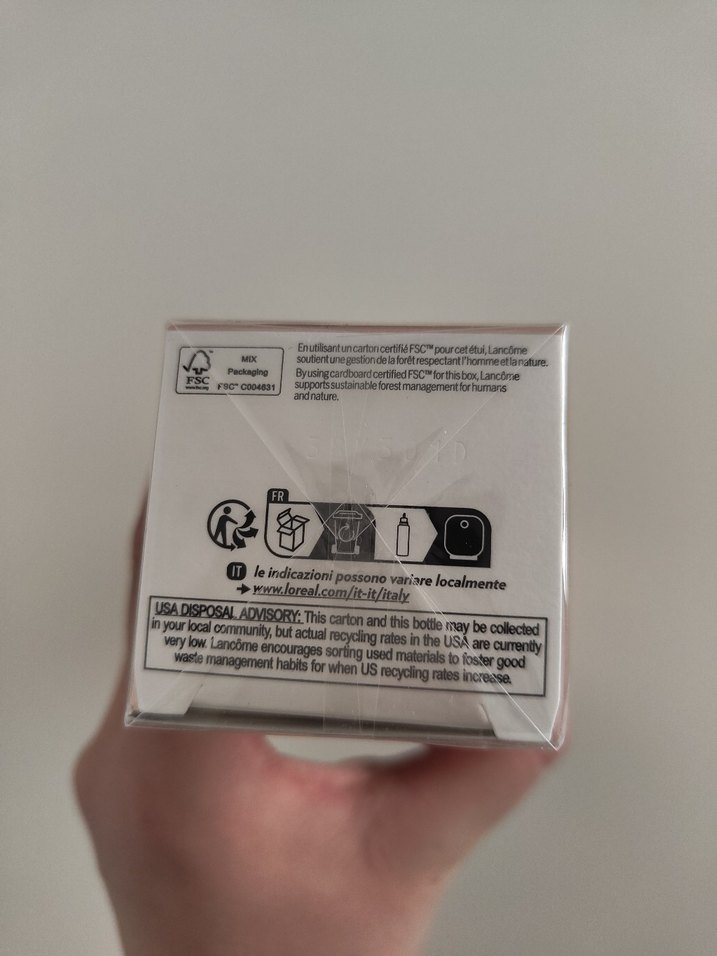 FSC
www.fsc.org
MIX
Packaging
FSC™ C004631
En utilisant un carton certifié FSC™ pour cet étui, Lancôme
soutient une gestion de la forêt respectant l'homme et la nature.
By using cardboard certified FSC™ for this box, Lancôme
supports sustainable forest management for humans
and nature.
FR
IT le indicazioni possono variare localmente
www.loreal.com/it-it/italy
USA DISPOSAL ADVISORY: This carton and this bottle may be collected
in your local community, but actual recycling rates in the USA are currently
very low. Lancôme encourages sorting used materials to foster good
waste management habits for when US recycling rates increase.